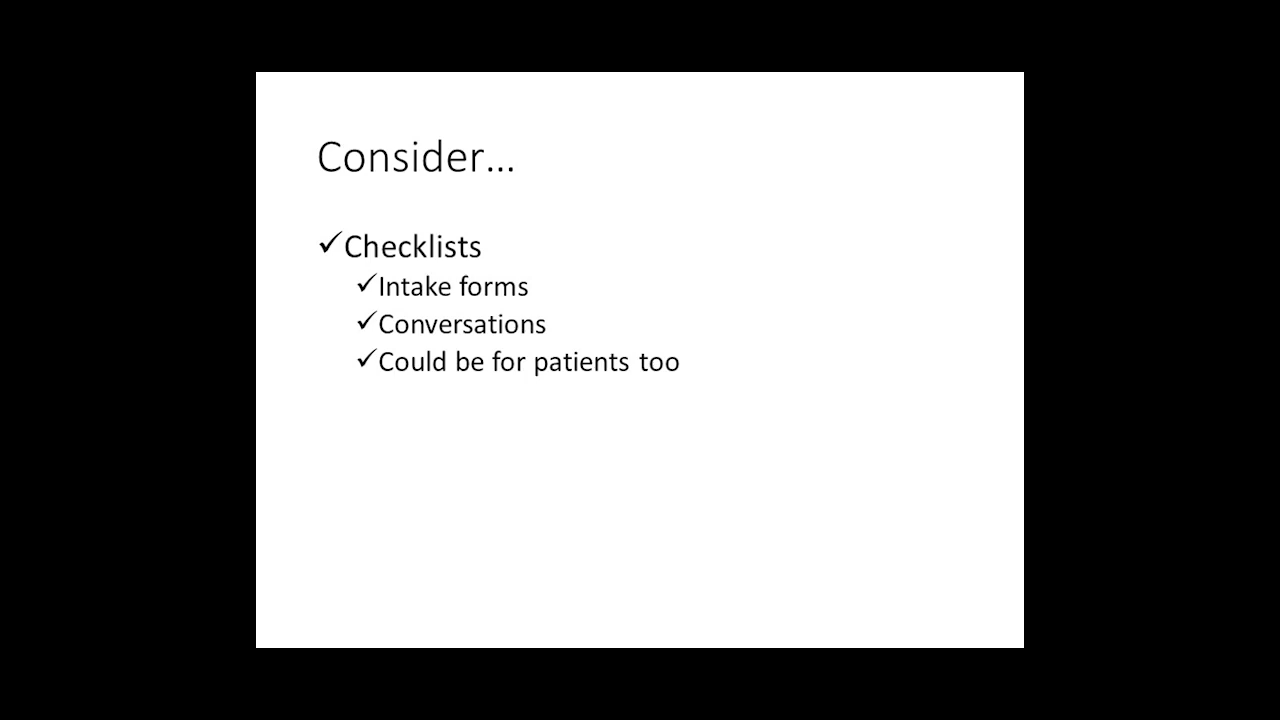 Consider...
✓Checklists
✓Intake forms
✓Conversations
✓Could be for patients too